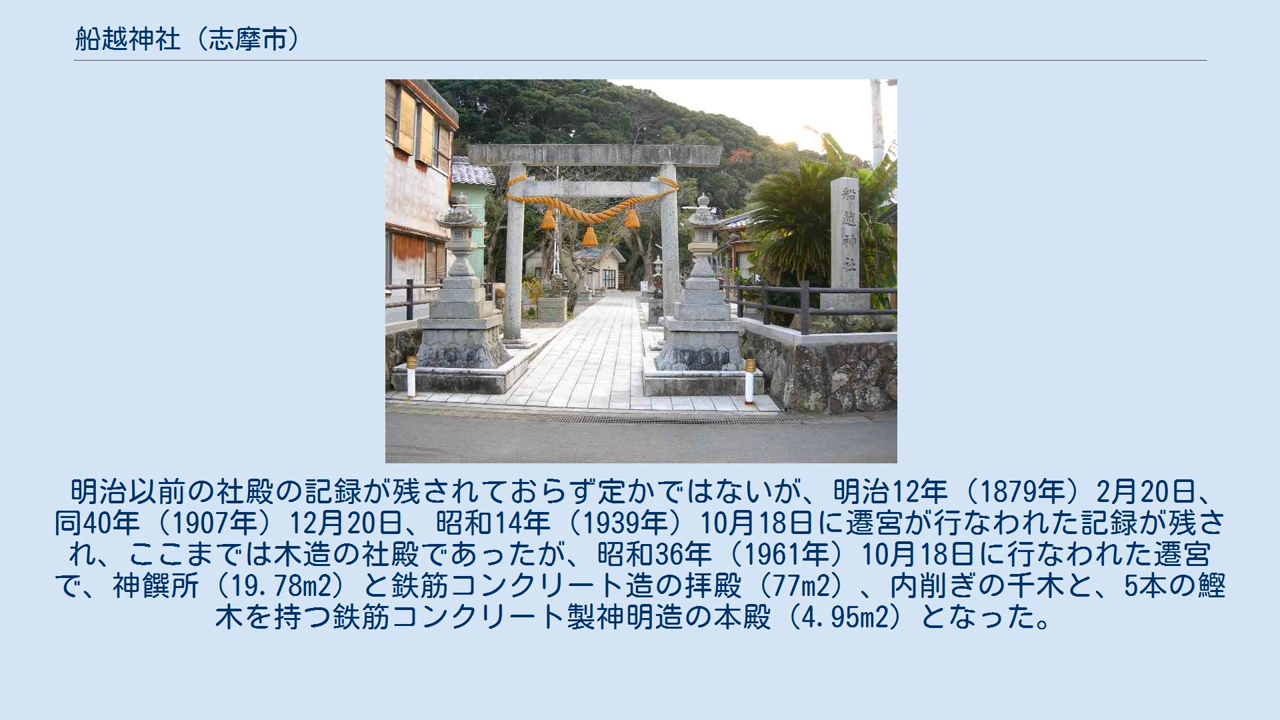 船越神社（志摩市）
船越神社
明治以前の社殿の記録が残されておらず定かではないが、明治12年（1879年）2月20日、
同40年（1907年）12月20日、昭和14年（1939年）10月18日に遷宮が行なわれた記録が残さ
れ、ここまでは木造の社殿であったが、昭和36年（1961年）10月18日に行なわれた遷宮
で、神饌所（19.78m2）と鉄筋コンクリート造の拝殿（77m2）、内削ぎの千木と、5本の鰹
木を持つ鉄筋コンクリート製神明造の本殿（4.95m2）となった。